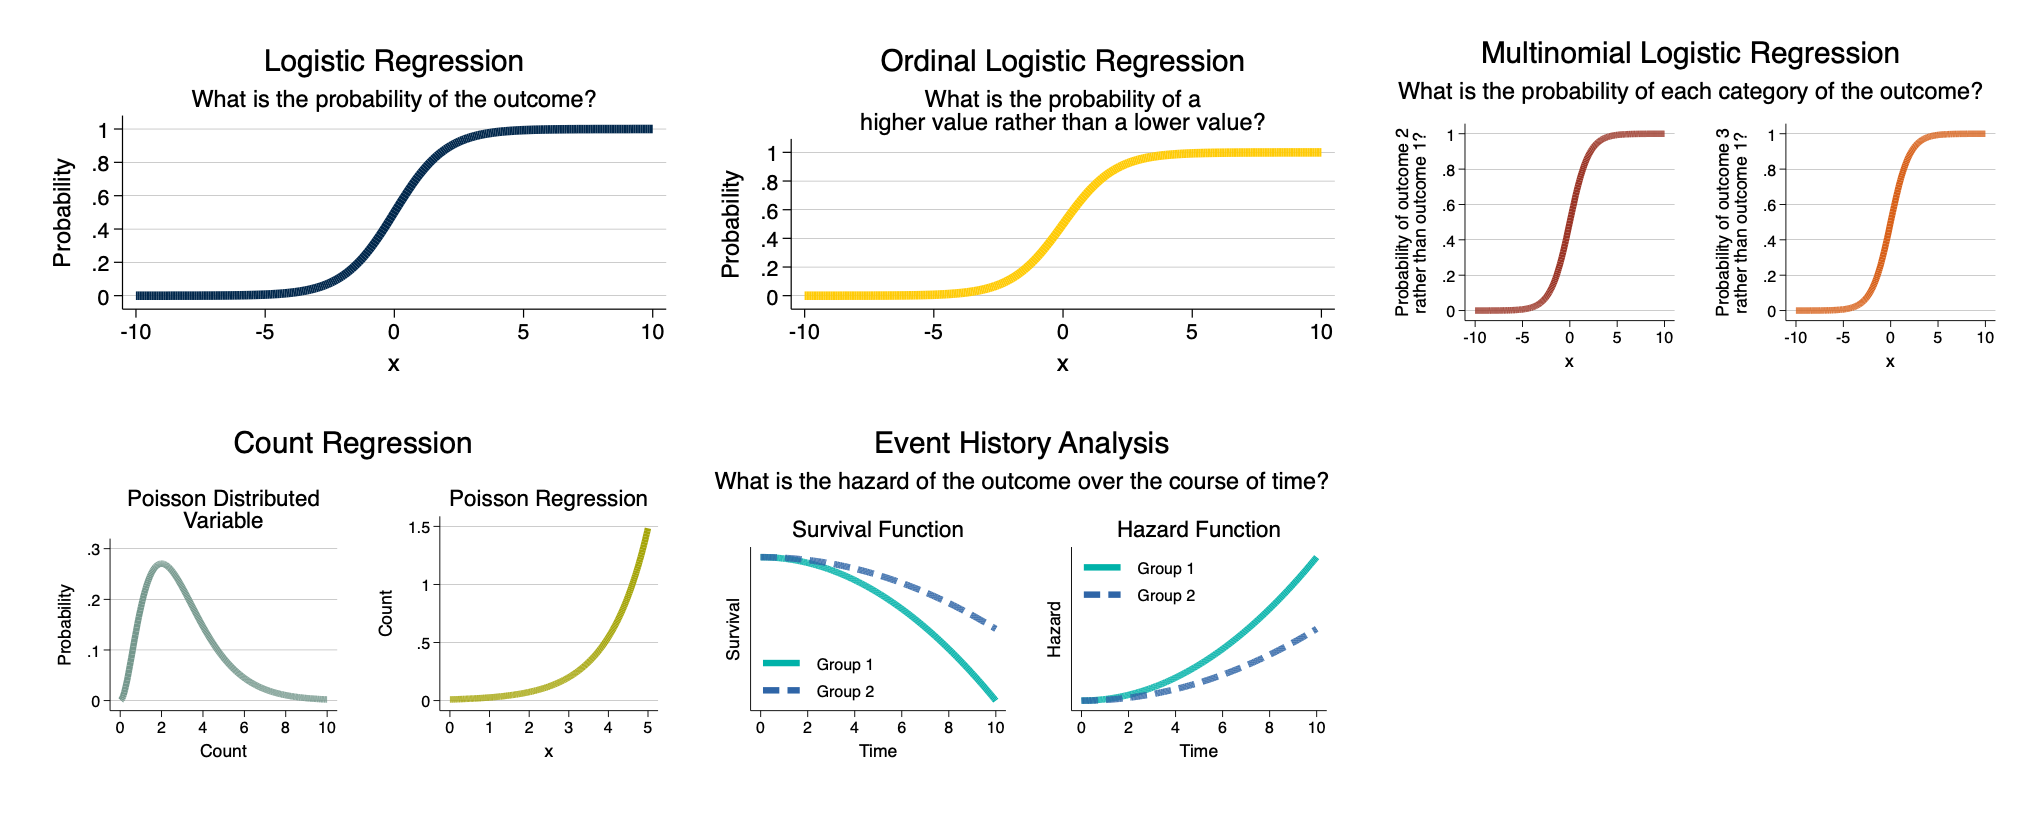 Logistic Regression
What is the probability of the outcome?
Probability
1
.8
.6
.4
.2
0
-10
-5
0
5
10
x
Ordinal Logistic Regression
What is the probability of a
higher value rather than a lower value?
Probability
1
.8
.6
.4
.2
0
-10
-5
0
5
10
x
Multinomial Logistic Regression
What is the probability of each category of the outcome?
Probability of outcome 2
rather than outcome 1?
1
.8
.6
.4
.2
0
-10
-5
0
5
10
x
Probability of outcome 3
rather than outcome 1?
1
.8
.6
.4
.2
0
-10
-5
0
5
10
x
Count Regression
Poisson Distributed
Variable
Probability
.3
.2
.1
0
0
2
4
6
8
10
Count
Poisson Regression
Count
1.5
1
.5
0
0
1
2
3
4
5
x
Event History Analysis
What is the hazard of the outcome over the course of time?
Survival Function
Survival
Group 1
Group 2
0
2
4
6
8
10
Time
Hazard Function
Hazard
Group 1
Group 2
0
2
4
6
8
10
Time